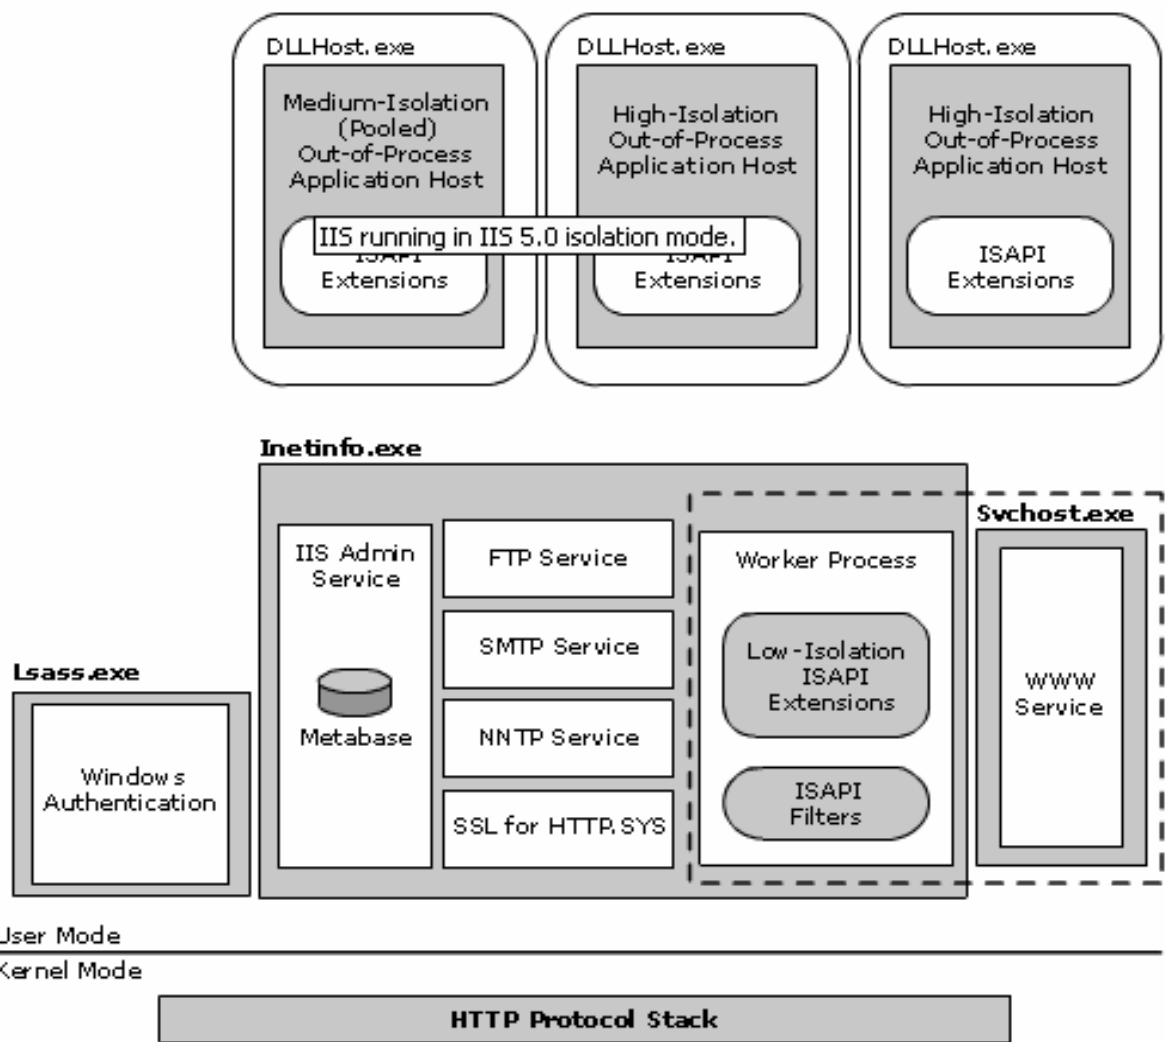 DLLHost.exe
Medium-Isolation
(Pooled)
Out-of-Process
Application Host
ISAPI
Extensions
DLLHost.exe
High-Isolation
Out-of-Process
Application Host
ISAPI
Extensions
DLLHost.exe
High-Isolation
Out-of-Process
Application Host
ISAPI
Extensions
IIS running in IIS 5.0 isolation mode.
Inetinfo.exe
IIS Admin
Service
Metabase
FTP Service
SMTP Service
NNTP Service
SSL for HTTP.SYS
Worker Process
Low-Isolation
ISAPI
Extensions
ISAPI
Filters
Svchost.exe
WWW
Service
Lsass.exe
Windows
Authentication
User Mode
Kernel Mode
HTTP Protocol Stack